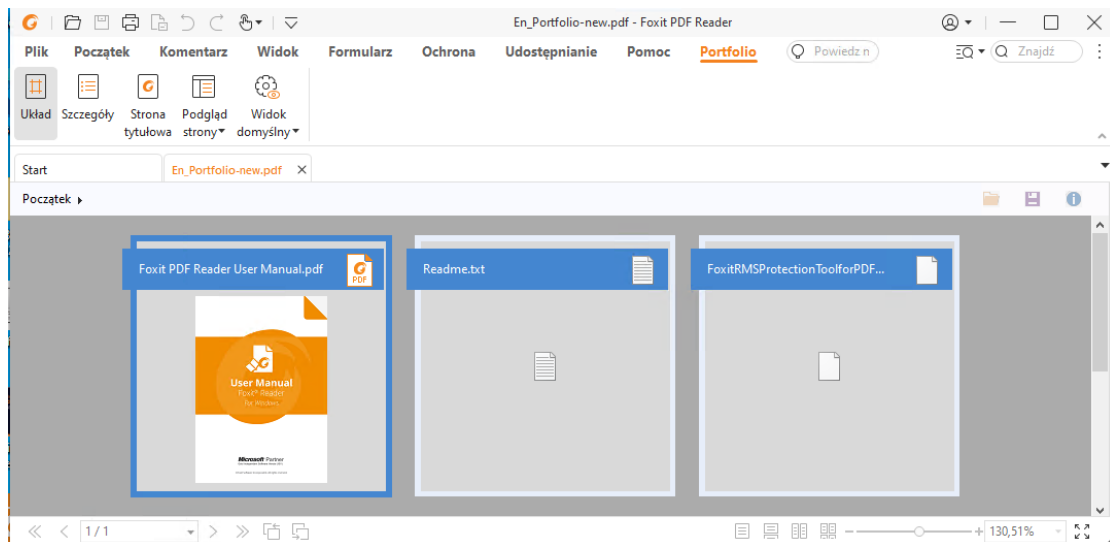 En_Portfolio-new.pdf - Foxit PDF Reader
Plik Początek Komentarz Widok Formularz Ochrona Udostępnianie Pomoc Portfolio Powiedz n Znajdź
Układ Szczegóły Strona tytułowa Podgląd strony Widok domyślny
Start En_Portfolio-new.pdf
Początek
Foxit PDF Reader User Manual.pdf
PDF
User Manual
Foxit® Reader
For Windows
Microsoft Partner
Readme.txt
FoxitRMSProtectionToolforPDF...
1 / 1 130,51%